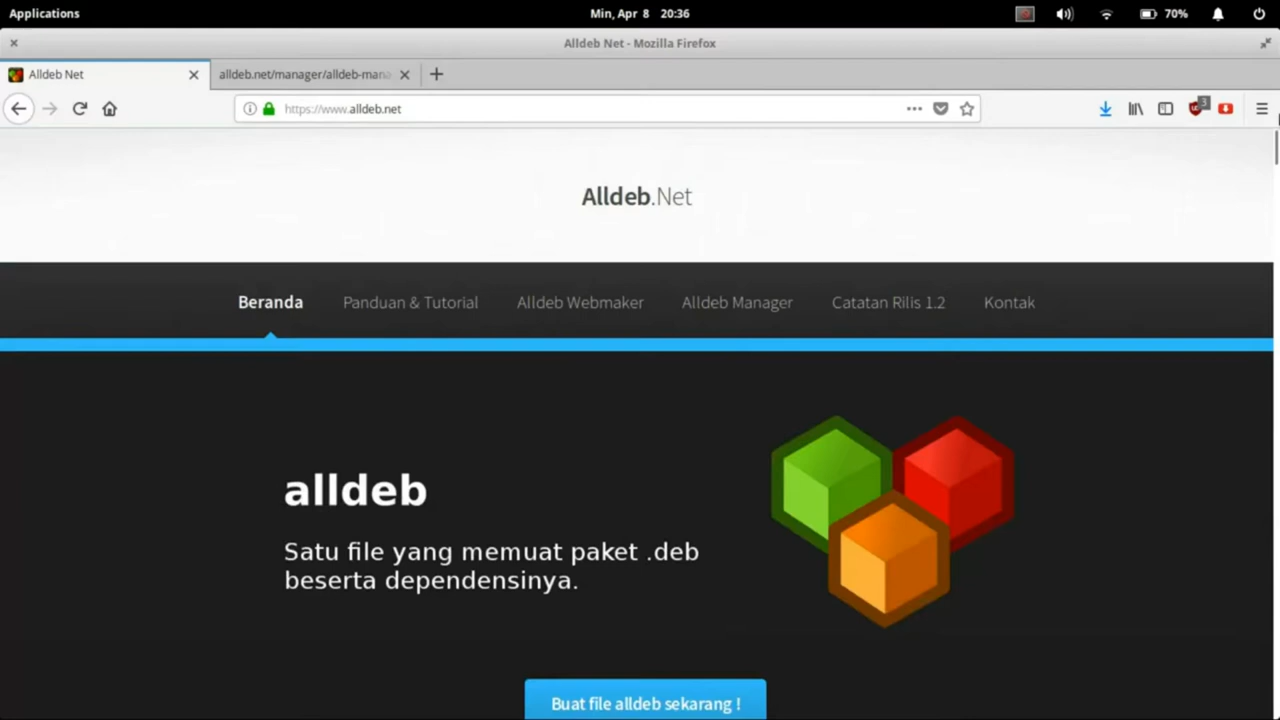 Applications
Min, Apr 8 20:36
70%
Alldeb Net - Mozilla Firefox
Alldeb Net
alldeb.net/manager/alldeb-mana
https://www.alldeb.net
3
Alldeb.Net
Beranda
Panduan & Tutorial
Alldeb Webmaker
Alldeb Manager
Catatan Rilis 1.2
Kontak
alldeb
Satu file yang memuat paket .deb
beserta dependensinya.
Buat file alldeb sekarang !